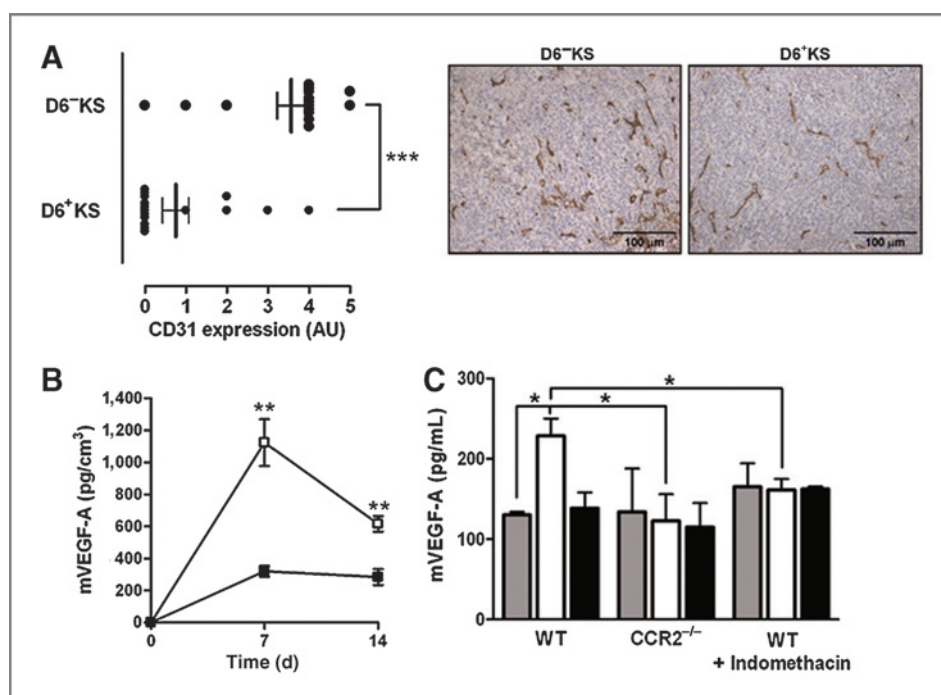 A
D6⁻KS
D6⁺KS
***
0 1 2 3 4 5
CD31 expression (AU)
D6⁻KS
D6⁺KS
100 μm
100 μm
B
mVEGF-A (pg/cm³)
1,400
1,200
1,000
800
600
400
200
0
**
**
0 7 14
Time (d)
C
mVEGF-A (pg/mL)
300
200
100
0
*
* *
WT CCR2⁻/⁻ WT
+ Indomethacin